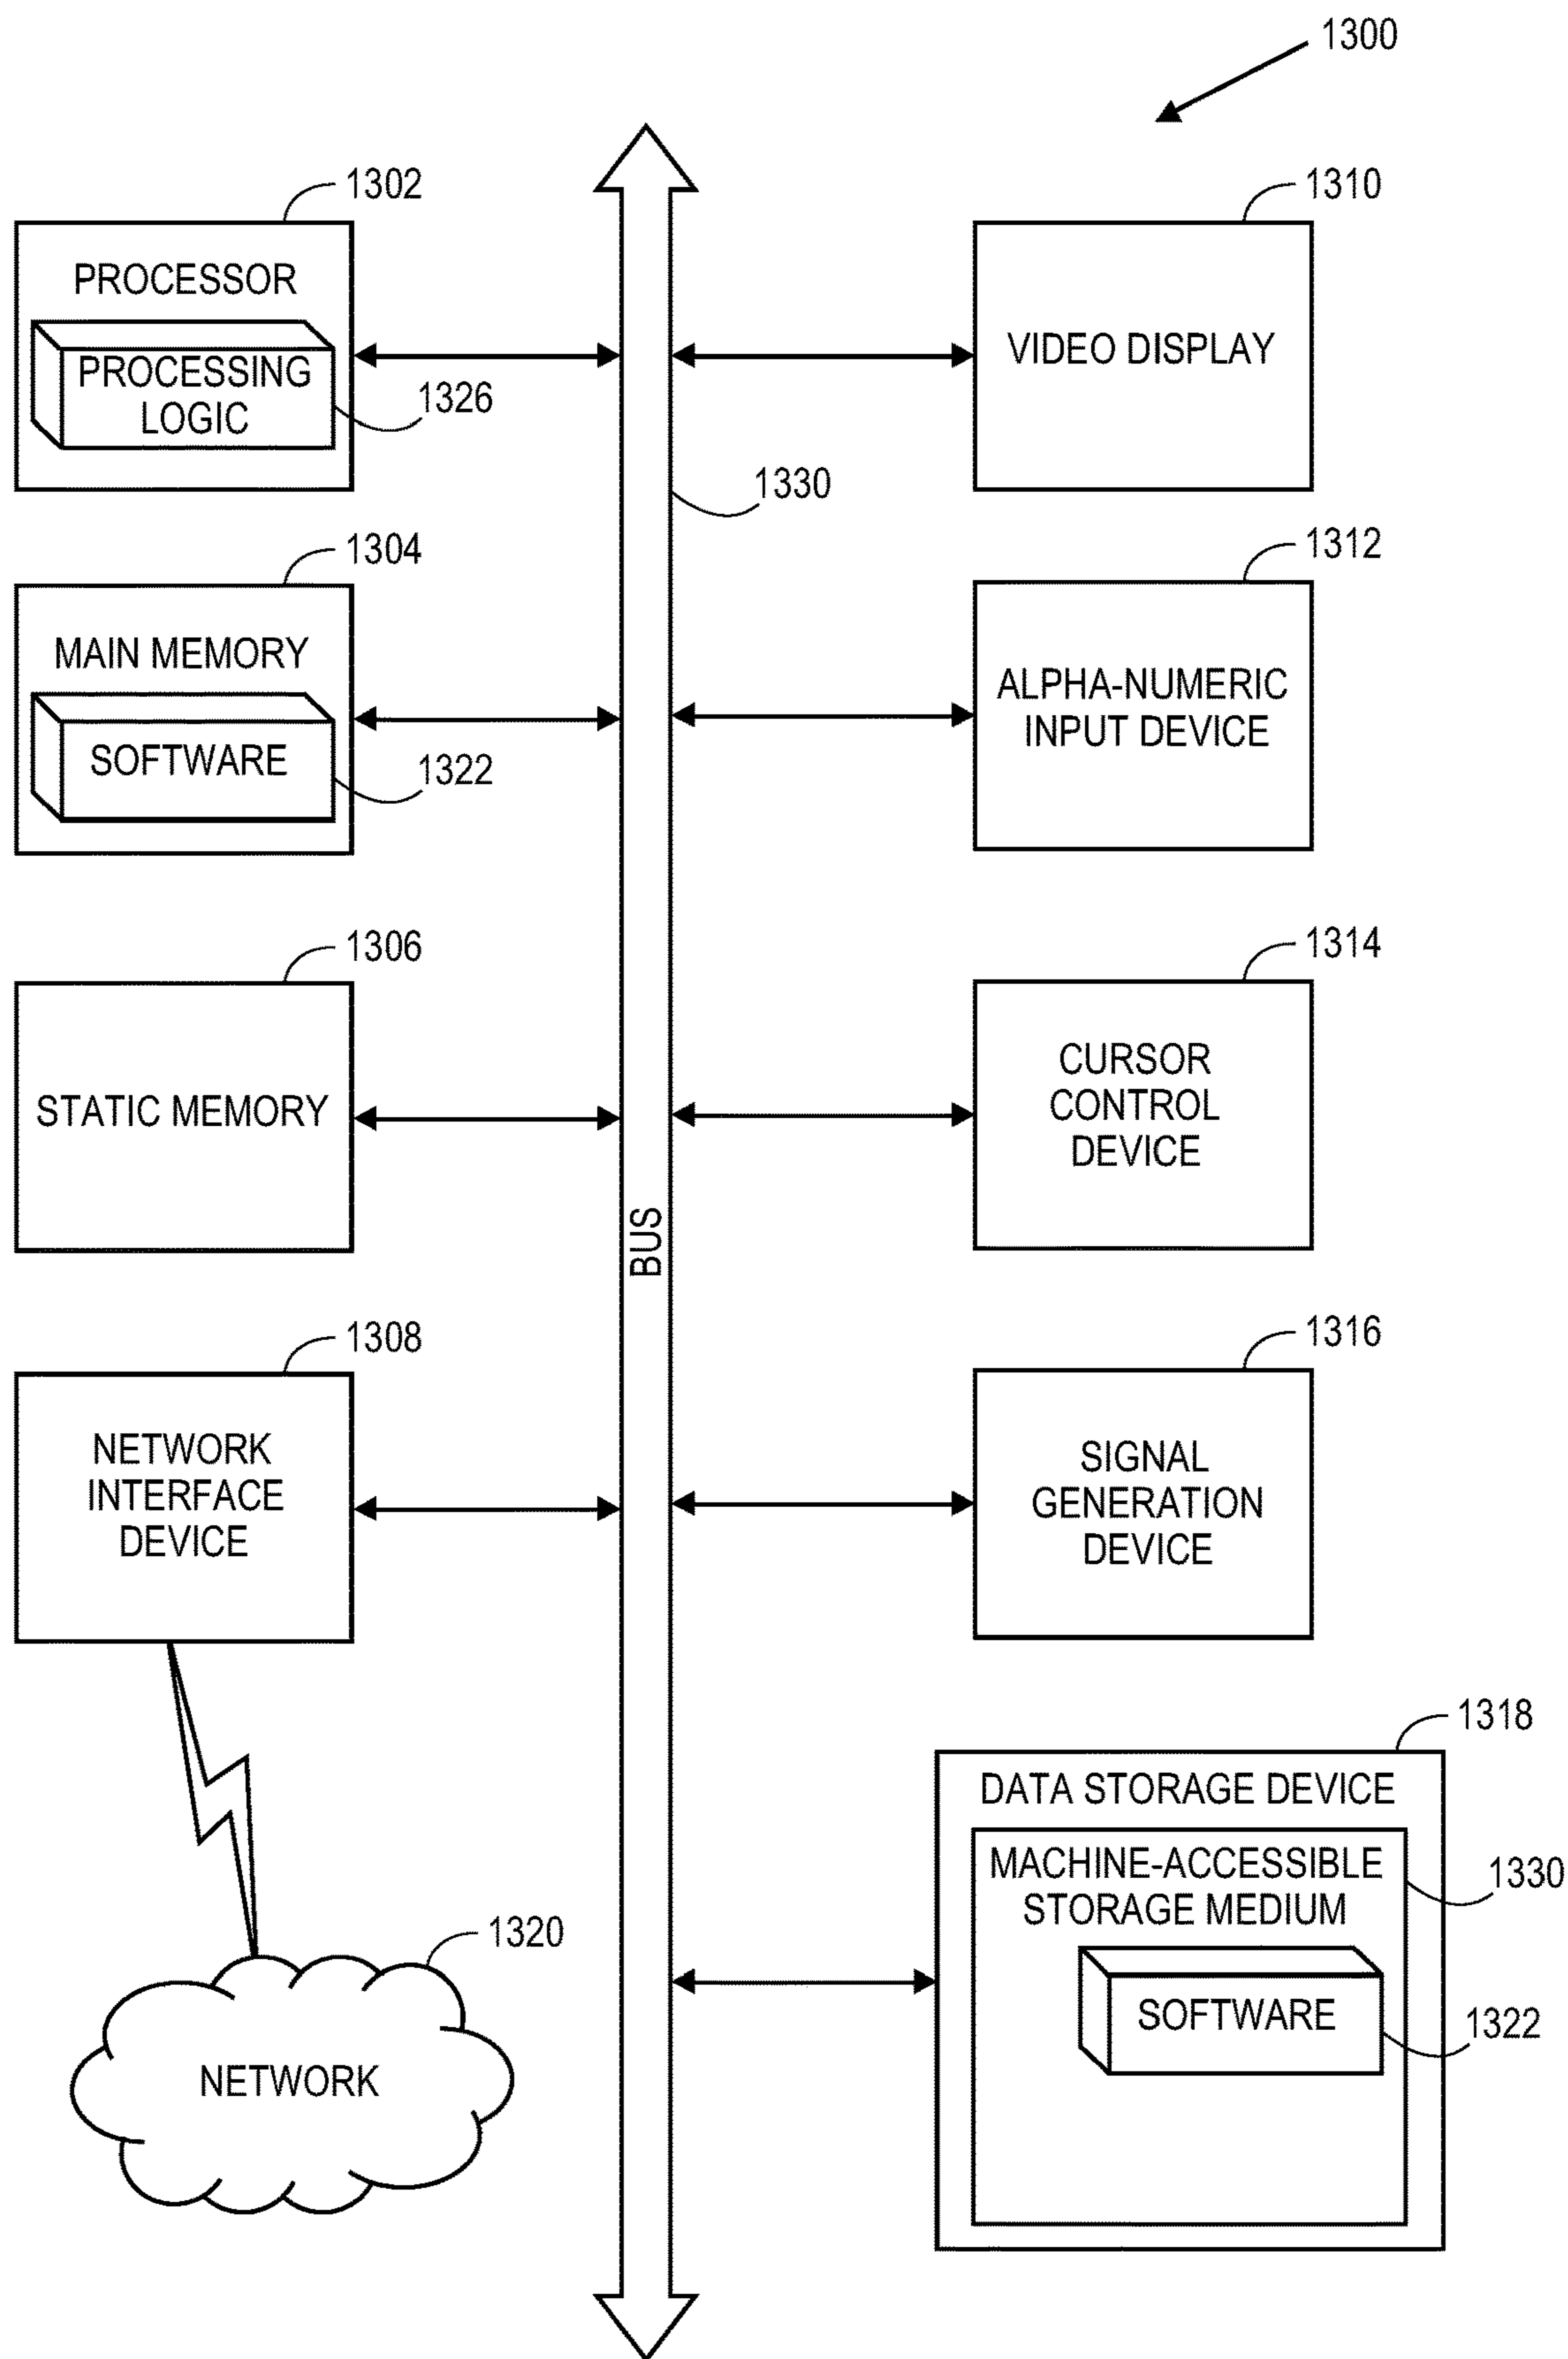 1300
1302
PROCESSOR
PROCESSING
LOGIC
1326
1310
VIDEO DISPLAY
1330
1304
MAIN MEMORY
SOFTWARE
1322
1312
ALPHA-NUMERIC
INPUT DEVICE
1306
STATIC MEMORY
1314
CURSOR
CONTROL
DEVICE
BUS
1308
NETWORK
INTERFACE
DEVICE
1316
SIGNAL
GENERATION
DEVICE
1318
DATA STORAGE DEVICE
MACHINE-ACCESSIBLE
STORAGE MEDIUM
1330
SOFTWARE
1322
1320
NETWORK